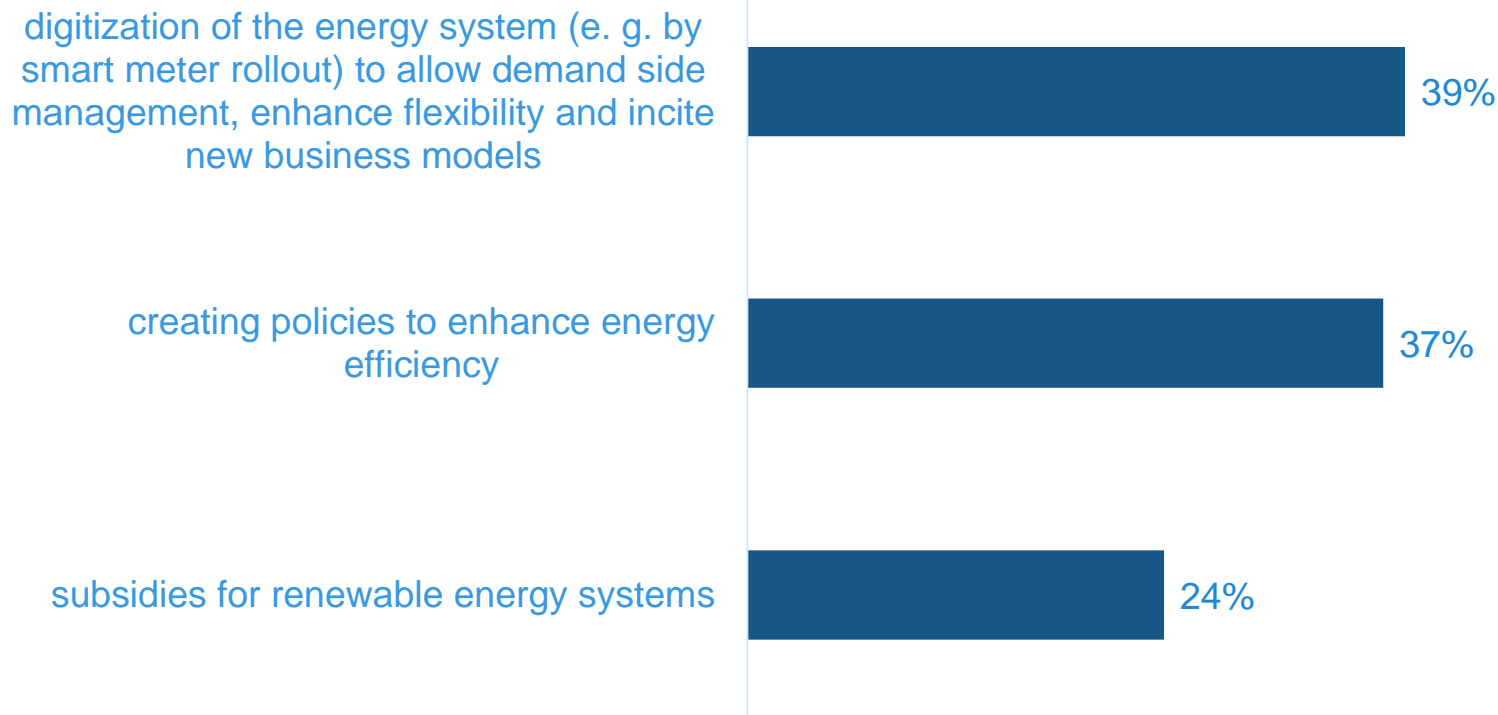 digitization of the energy system (e. g. by
smart meter rollout) to allow demand side
management, enhance flexibility and incite
new business models
39%
creating policies to enhance energy
efficiency
37%
subsidies for renewable energy systems
24%